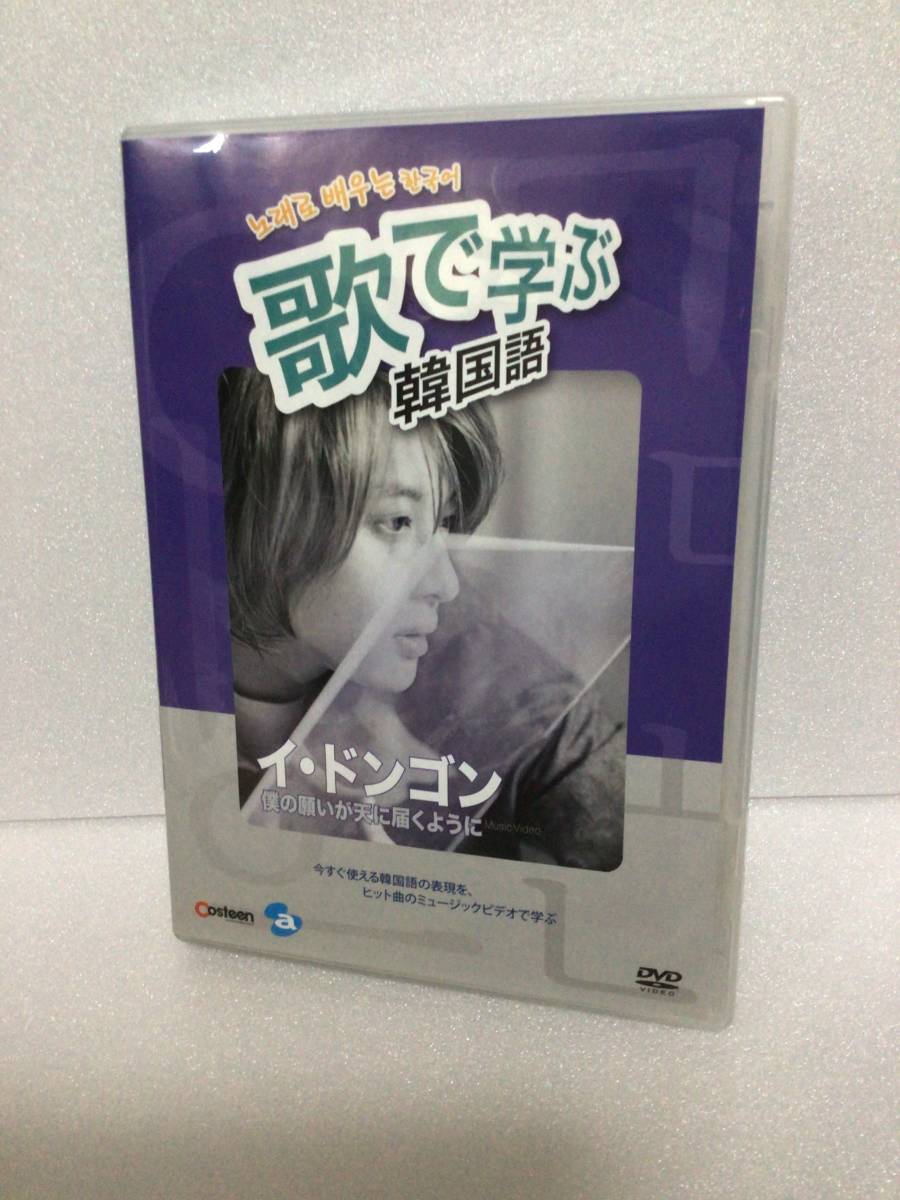 노래로 배우는 한국어
歌で学ぶ
韓国語
イ・ドンゴン
僕の願いが天に届くように Music Video
今すぐ使える韓国語の表現を、
ヒット曲のミュージックビデオで学ぶ
Costeen
a
DVD
VIDEO